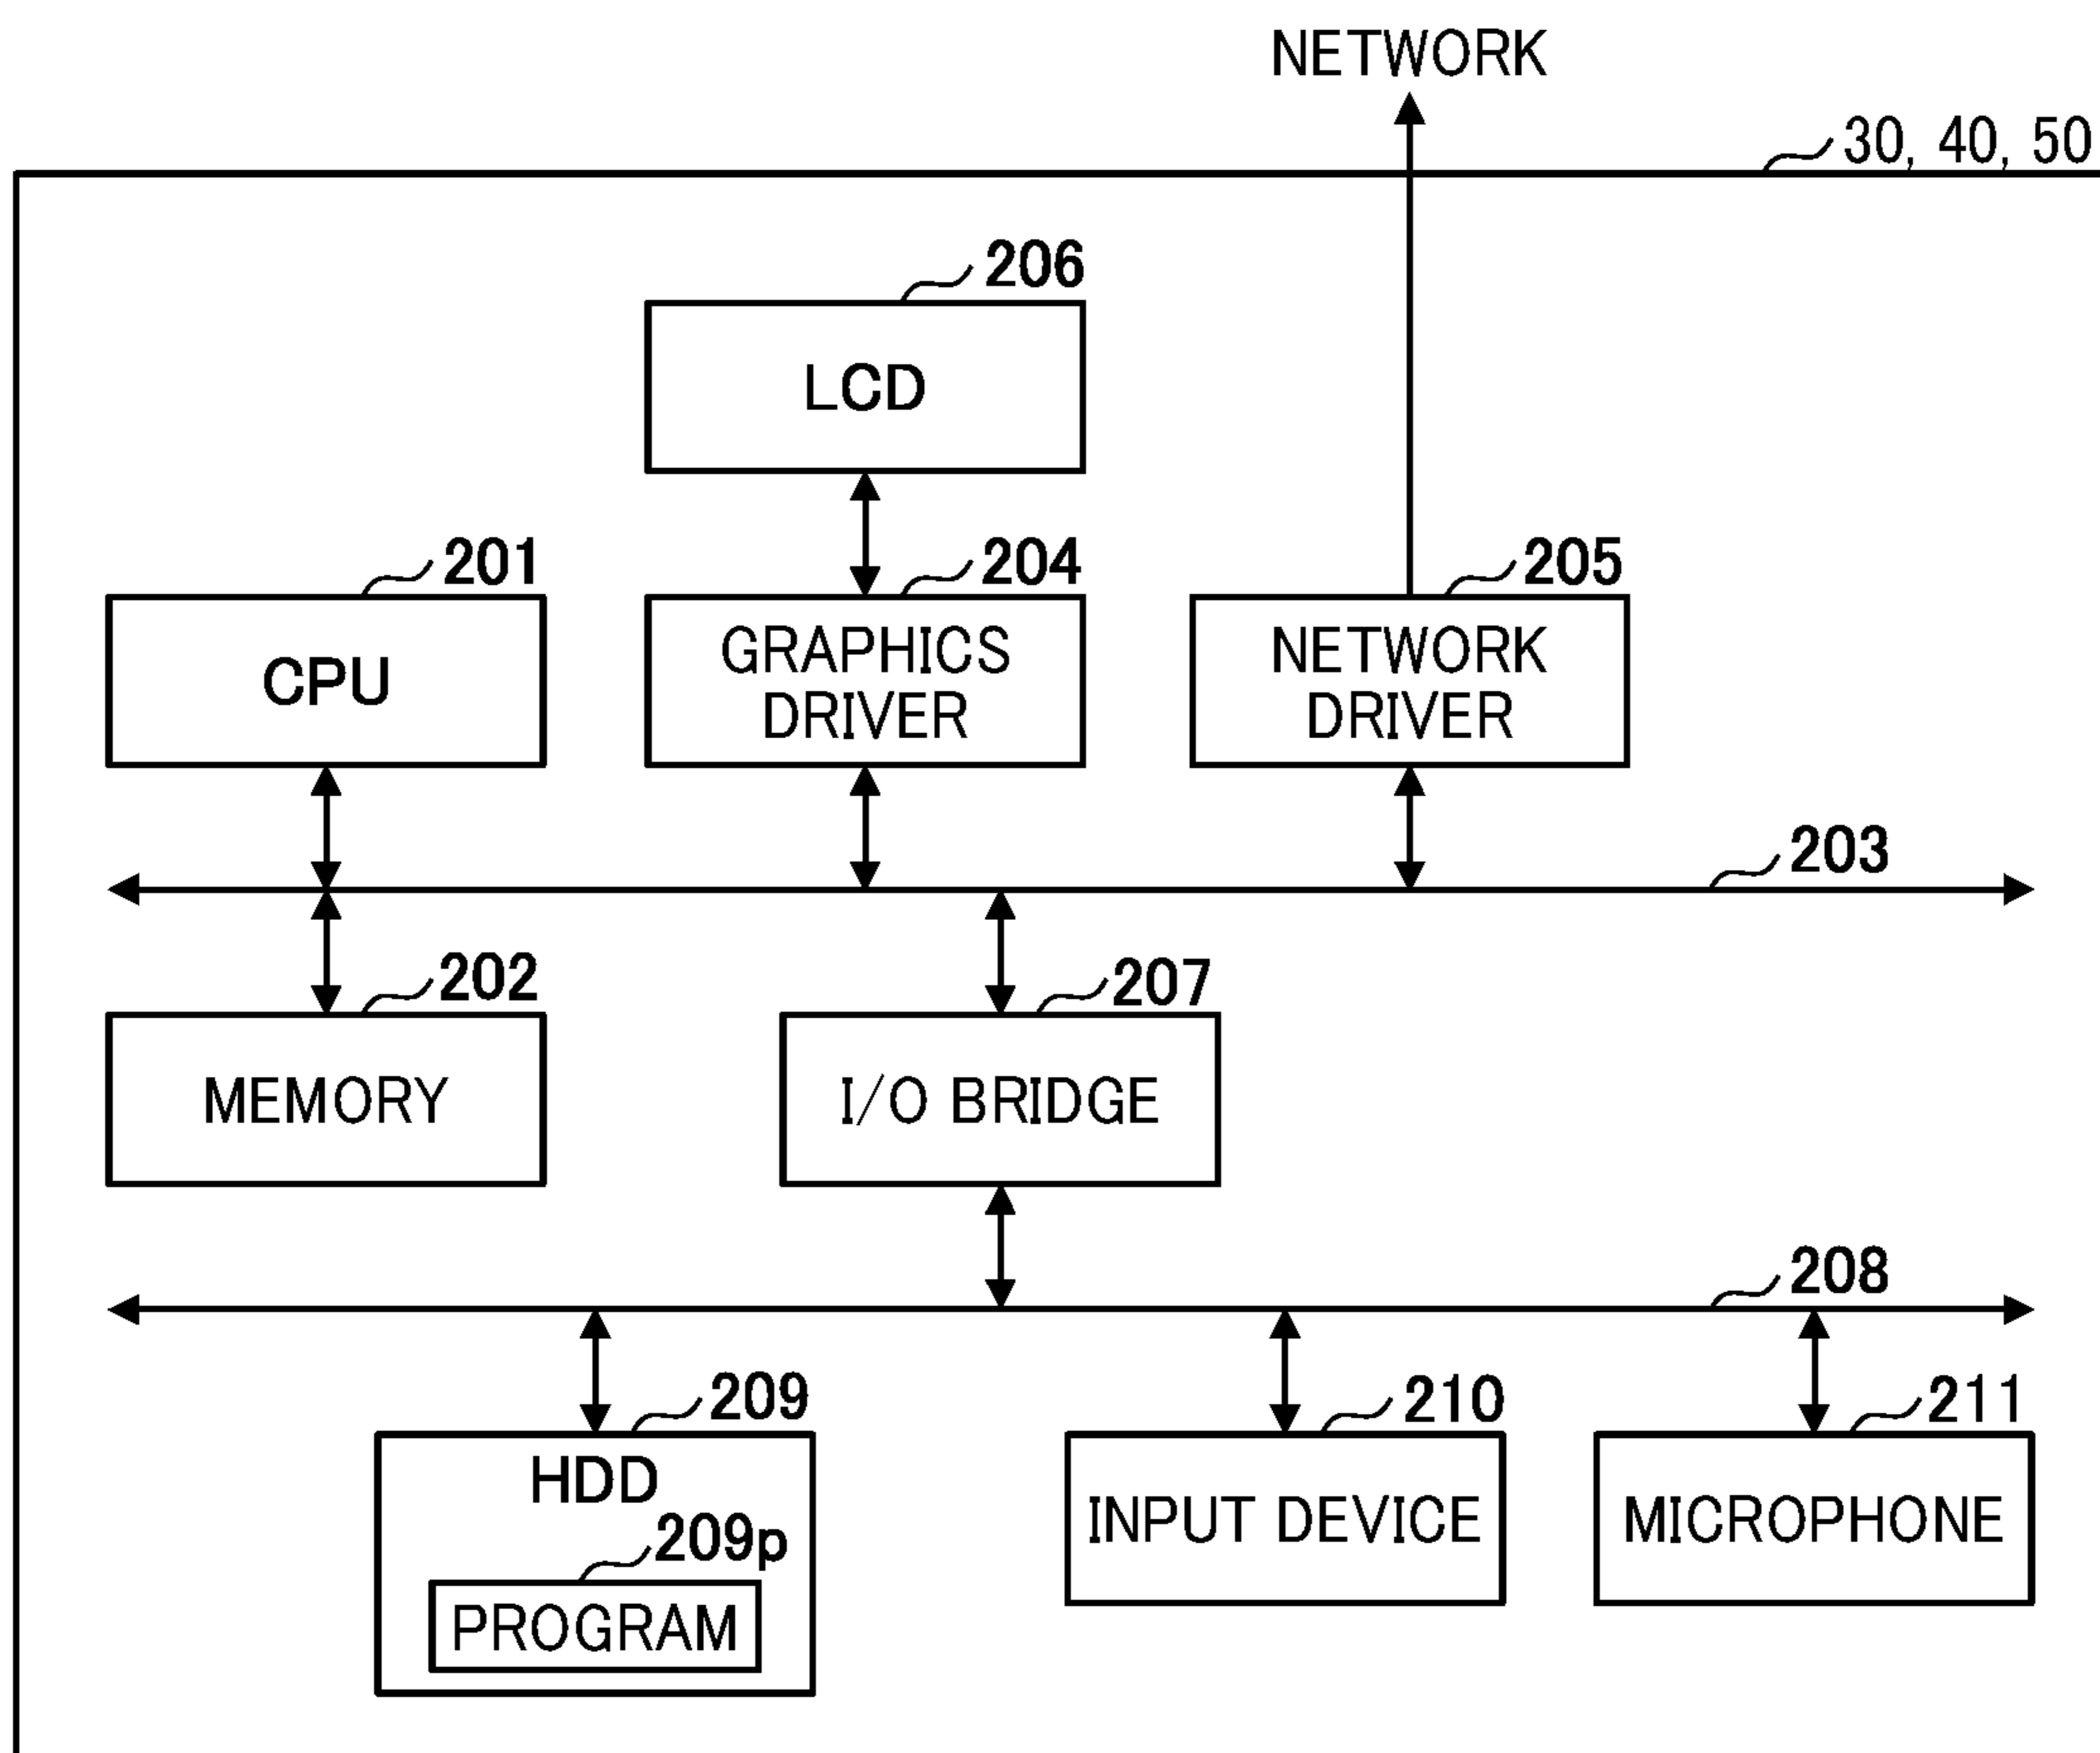 NETWORK
30, 40, 50
206
LCD
201
204
205
CPU
GRAPHICS
DRIVER
NETWORK
DRIVER
203
202
207
MEMORY
I/O BRIDGE
208
209
210
211
HDD
209p
PROGRAM
INPUT DEVICE
MICROPHONE